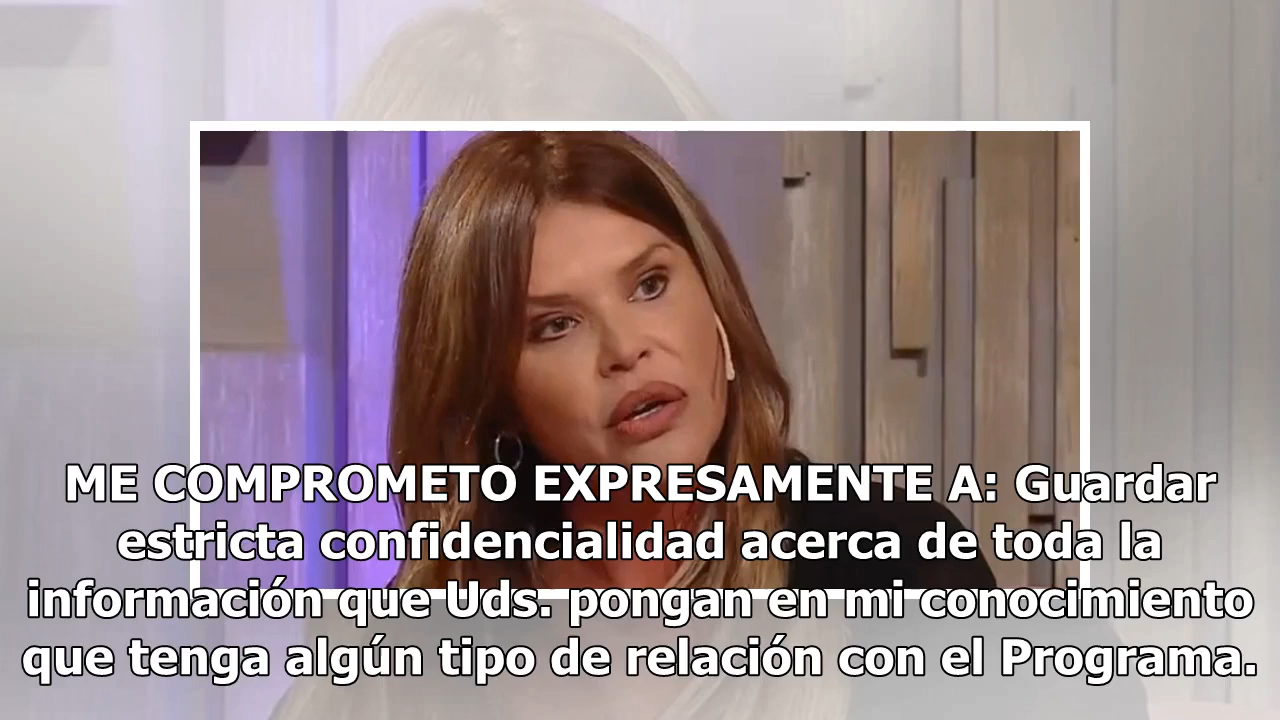 ME COMPROMETO EXPRESAMENTE A: Guardar
estricta confidencialidad acerca de toda la
información que Uds. pongan en mi conocimiento
que tenga algún tipo de relación con el Programa.